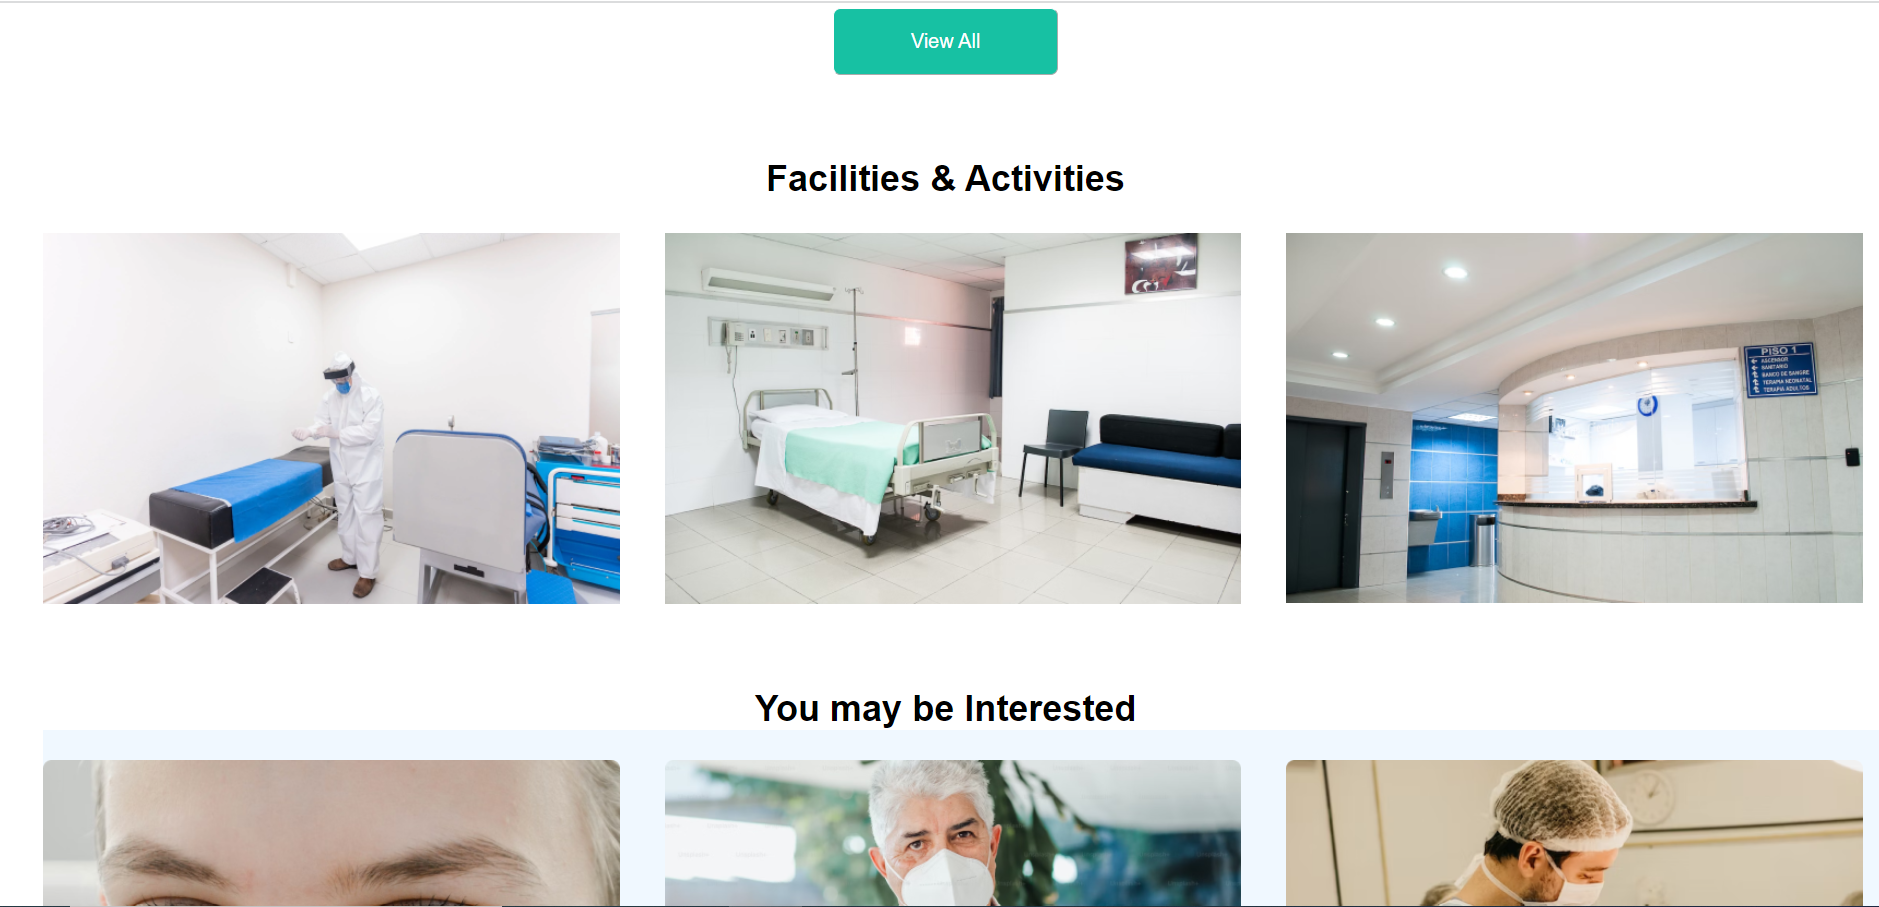 View All
Facilities & Activities
PISO 1
ASCENSOR
SANITARIO
BANCO DE SANGRE
TERAPIA NEONATAL
TERAPIA ADULTOS
You may be Interested